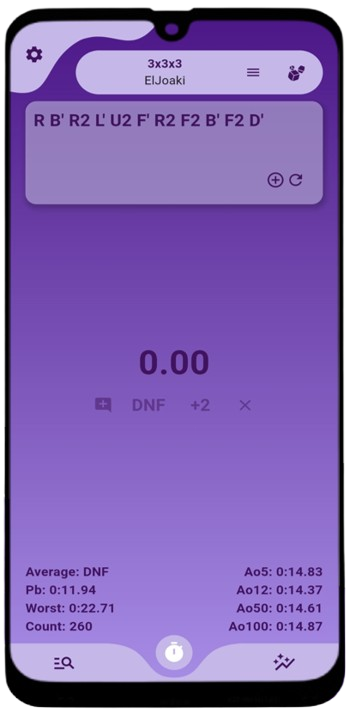 3x3x3
ElJoaki
R B' R2 L' U2 F' R2 F2 B' F2 D'
0.00
DNF +2
Average: DNF
Pb: 0:11.94
Worst: 0:22.71
Count: 260
Ao5: 0:14.83
Ao12: 0:14.37
Ao50: 0:14.61
Ao100: 0:14.87